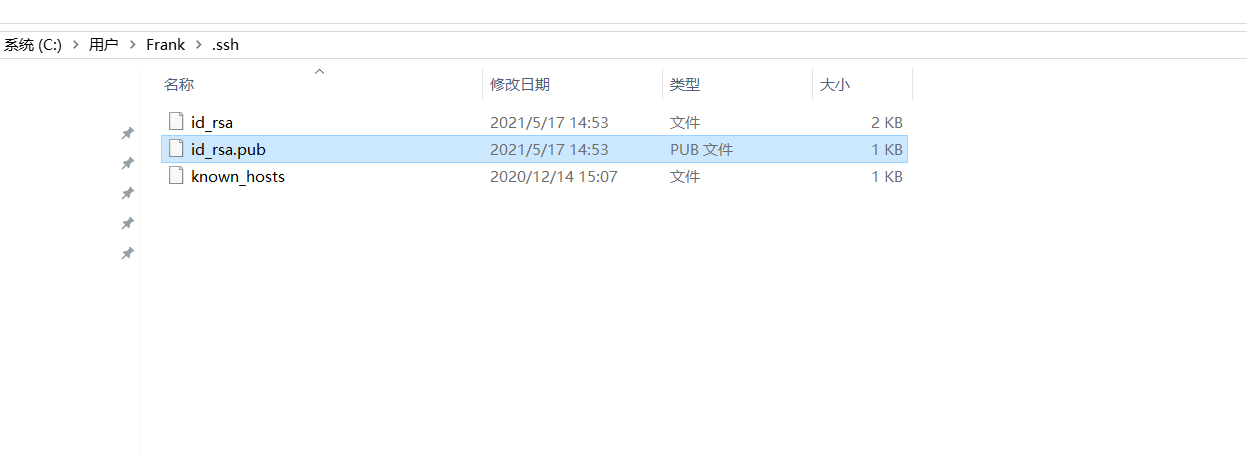 系统 (C:) > 用户 > Frank > .ssh
名称 修改日期 类型 大小
id_rsa 2021/5/17 14:53 文件 2 KB
id_rsa.pub 2021/5/17 14:53 PUB 文件 1 KB
known_hosts 2020/12/14 15:07 文件 1 KB